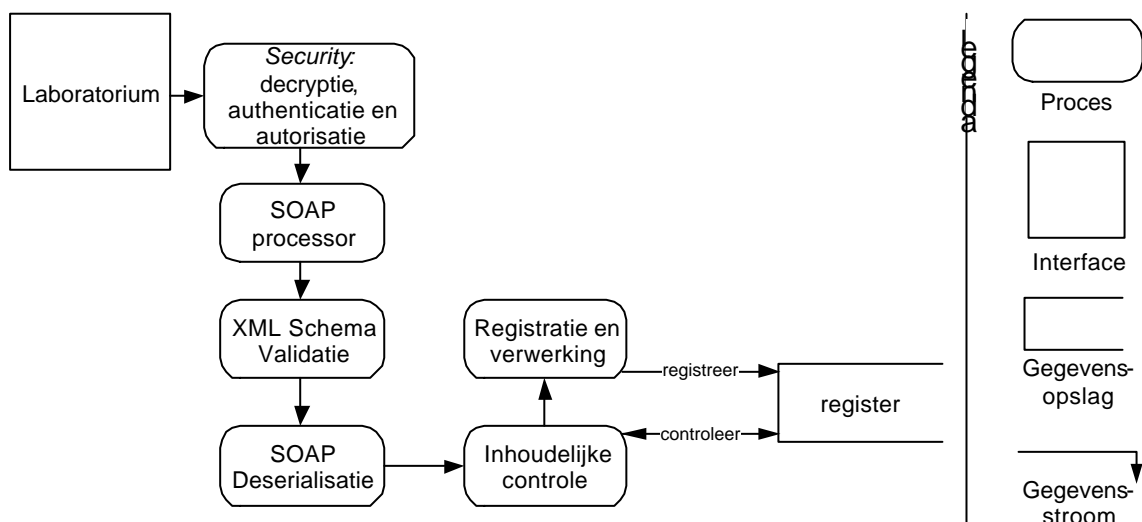 Laboratorium
Security:
decryptie,
authenticatie en
autorisatie
SOAP
processor
XML Schema
Validatie
SOAP
Deserialisatie
Inhoudelijke
controle
Registratie en
verwerking
registreer
controleer
register
Proces
Interface
Gegevens-
opslag
Gegevens-
stroom